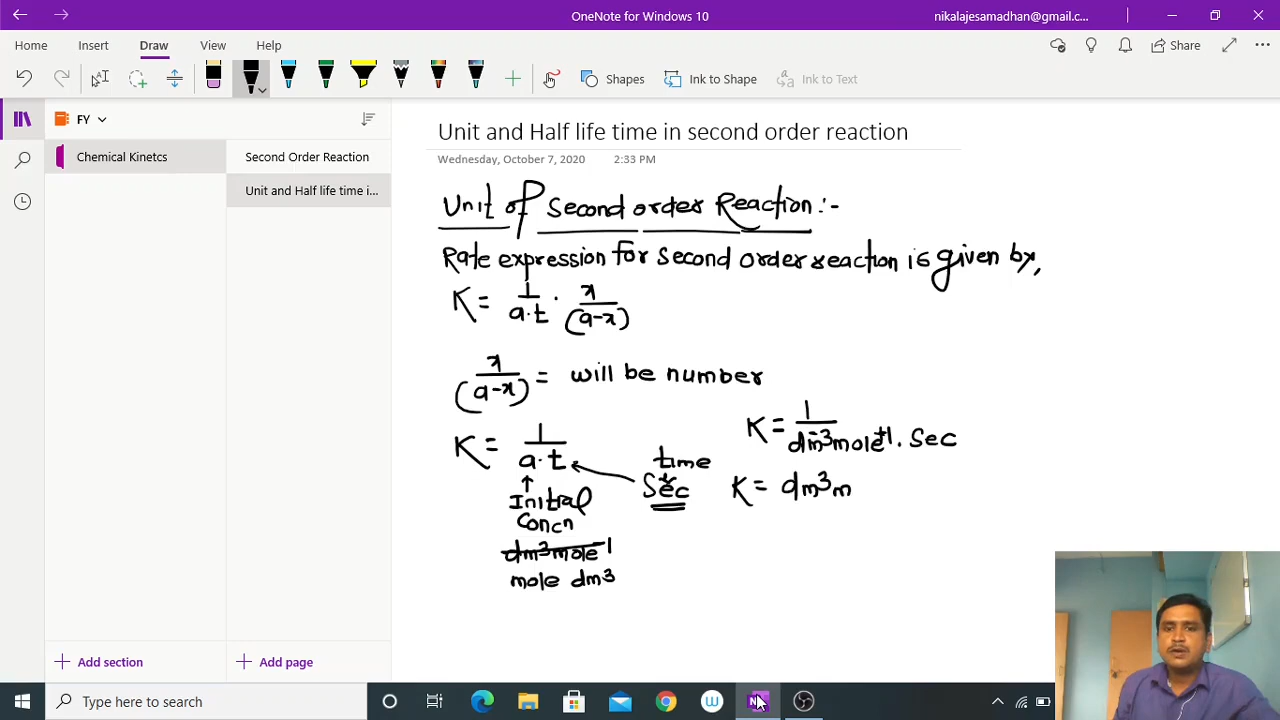 OneNote for Windows 10
nikalajesamadhan@gmail.c...
Home Insert Draw View Help
Share
Shapes Ink to Shape Ink to Text
FY
Chemical Kinetcs
Second Order Reaction
Unit and Half life time i...
Add section
Add page
Unit and Half life time in second order reaction
Wednesday, October 7, 2020 2:33 PM
Unit of Second order Reaction :-
Rate expression for second order reaction is given by,
K = 1/a·t · x/(a-x)
x/(a-x) = will be number
K = 1/a·t
time
Sec
Initial
Concn
dm³mole⁻¹
mole dm³
K = 1/dm⁻³mole⁺¹. Sec
K = dm³m
Type here to search